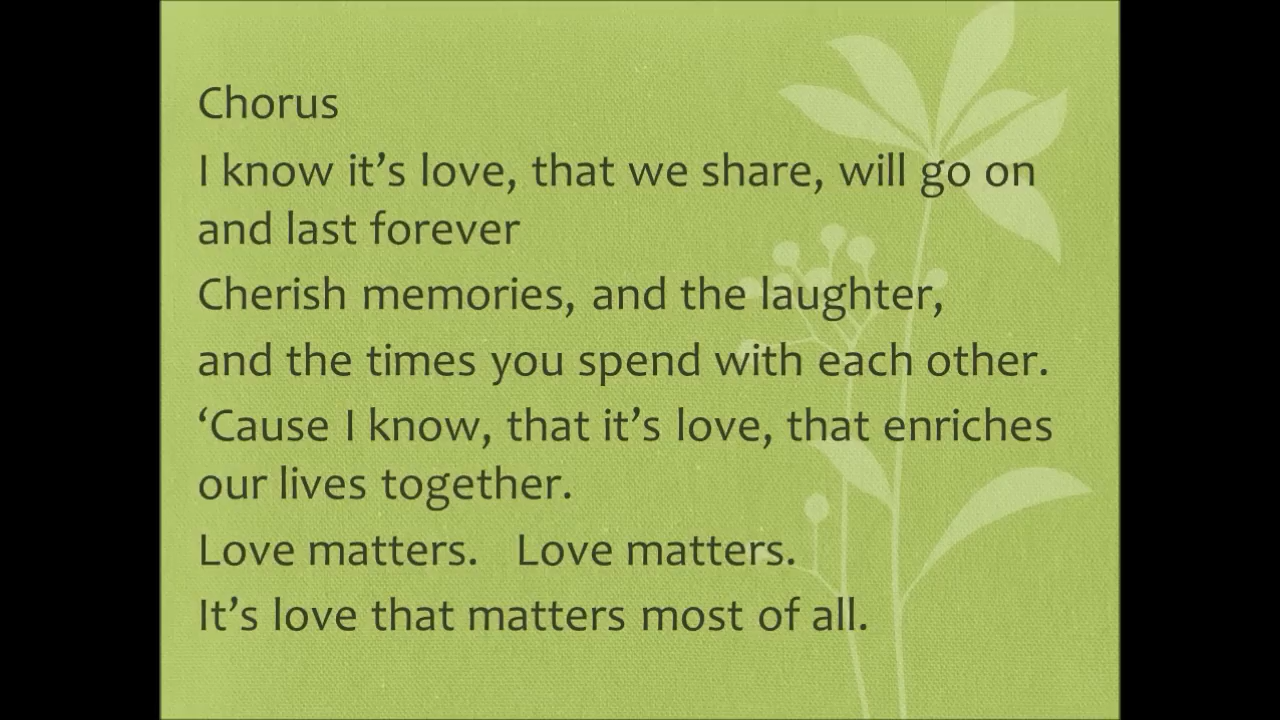 Chorus
I know it’s love, that we share, will go on
and last forever
Cherish memories, and the laughter,
and the times you spend with each other.
‘Cause I know, that it’s love, that enriches
our lives together.
Love matters.   Love matters.
It’s love that matters most of all.